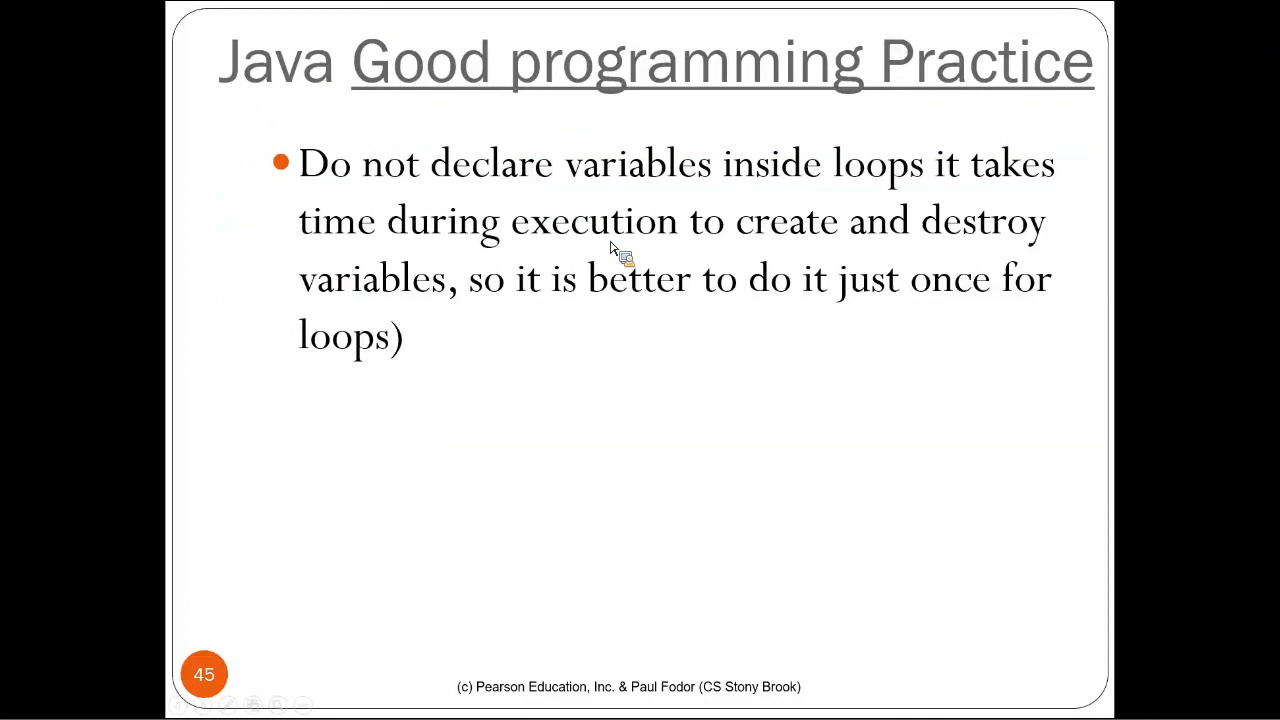 Java Good programming Practice
Do not declare variables inside loops it takes
time during execution to create and destroy
variables, so it is better to do it just once for
loops)
45
(c) Pearson Education, Inc. & Paul Fodor (CS Stony Brook)